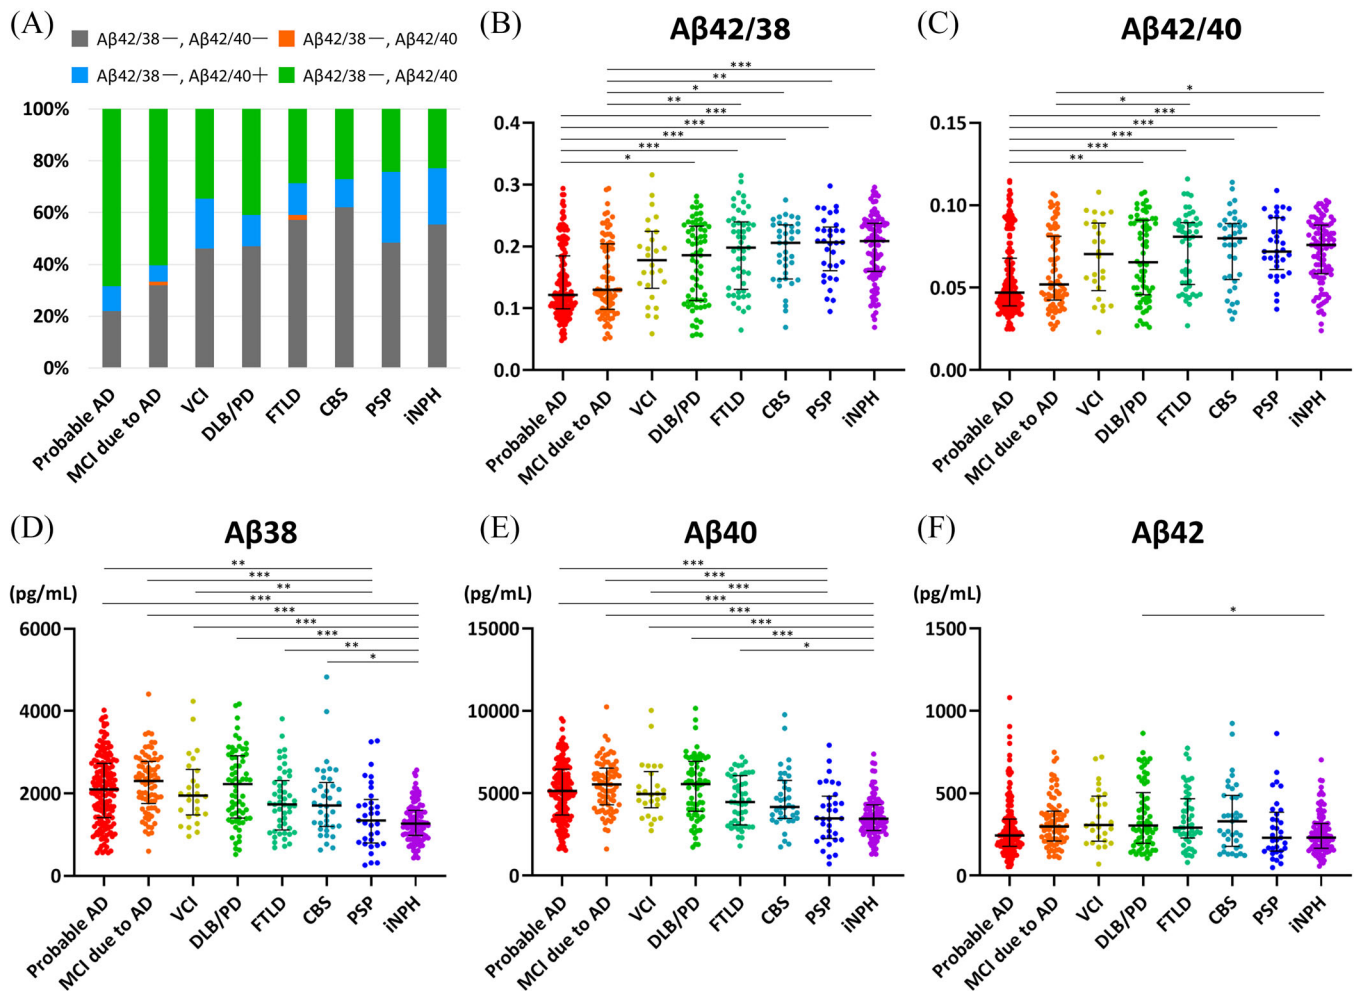 (A)
Aβ42/38－, Aβ42/40－
Aβ42/38－, Aβ42/40
Aβ42/38－, Aβ42/40＋
Aβ42/38－, Aβ42/40
100%
80%
60%
40%
20%
0%
Probable AD
MCI due to AD
VCI
DLB/PD
FTLD
CBS
PSP
iNPH
(B)
Aβ42/38
***
**
*
**
***
***
***
***
*
0.4
0.3
0.2
0.1
0.0
Probable AD
MCI due to AD
VCI
DLB/PD
FTLD
CBS
PSP
iNPH
(C)
Aβ42/40
*
*
***
***
***
***
**
0.15
0.10
0.05
0.00
Probable AD
MCI due to AD
VCI
DLB/PD
FTLD
CBS
PSP
iNPH
(D)
Aβ38
**
***
**
***
***
***
***
**
*
(pg/mL)
6000
4000
2000
0
Probable AD
MCI due to AD
VCI
DLB/PD
FTLD
CBS
PSP
iNPH
(E)
Aβ40
***
***
***
***
***
***
***
*
(pg/mL)
15000
10000
5000
0
Probable AD
MCI due to AD
VCI
DLB/PD
FTLD
CBS
PSP
iNPH
(F)
Aβ42
*
(pg/mL)
1500
1000
500
0
Probable AD
MCI due to AD
VCI
DLB/PD
FTLD
CBS
PSP
iNPH